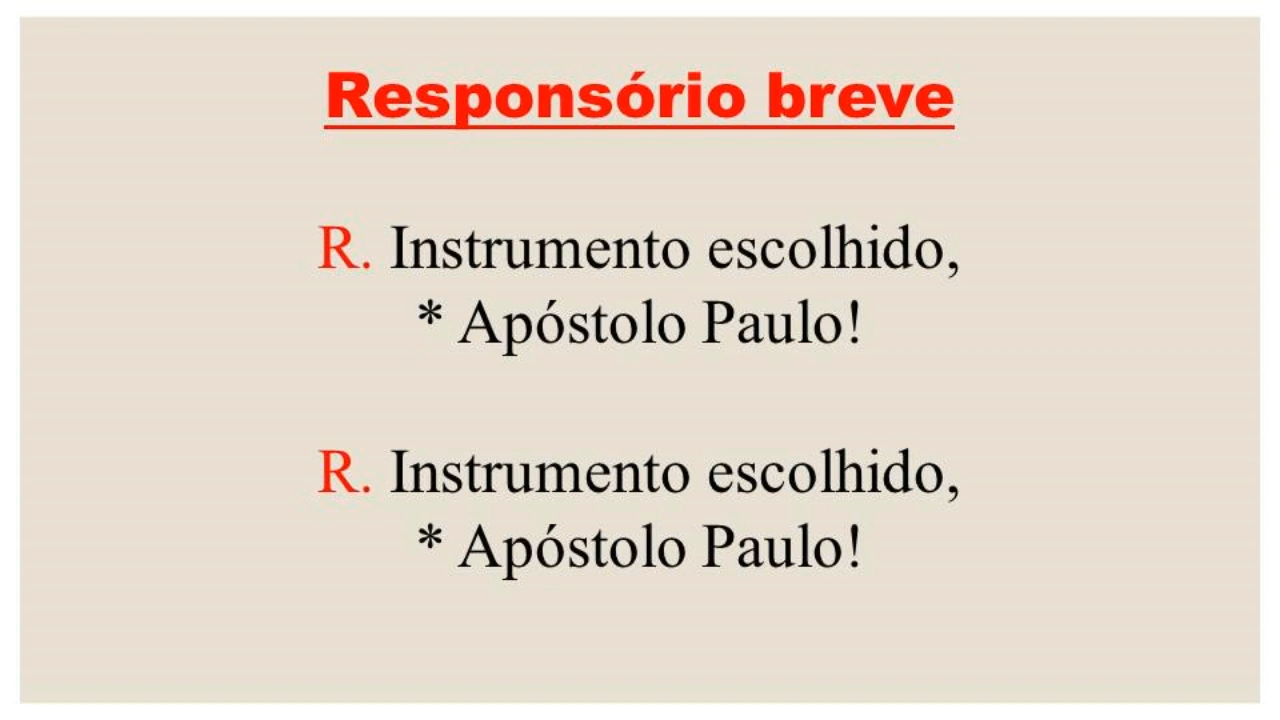 Responsório breve
R. Instrumento escolhido,
* Apóstolo Paulo!
R. Instrumento escolhido,
* Apóstolo Paulo!